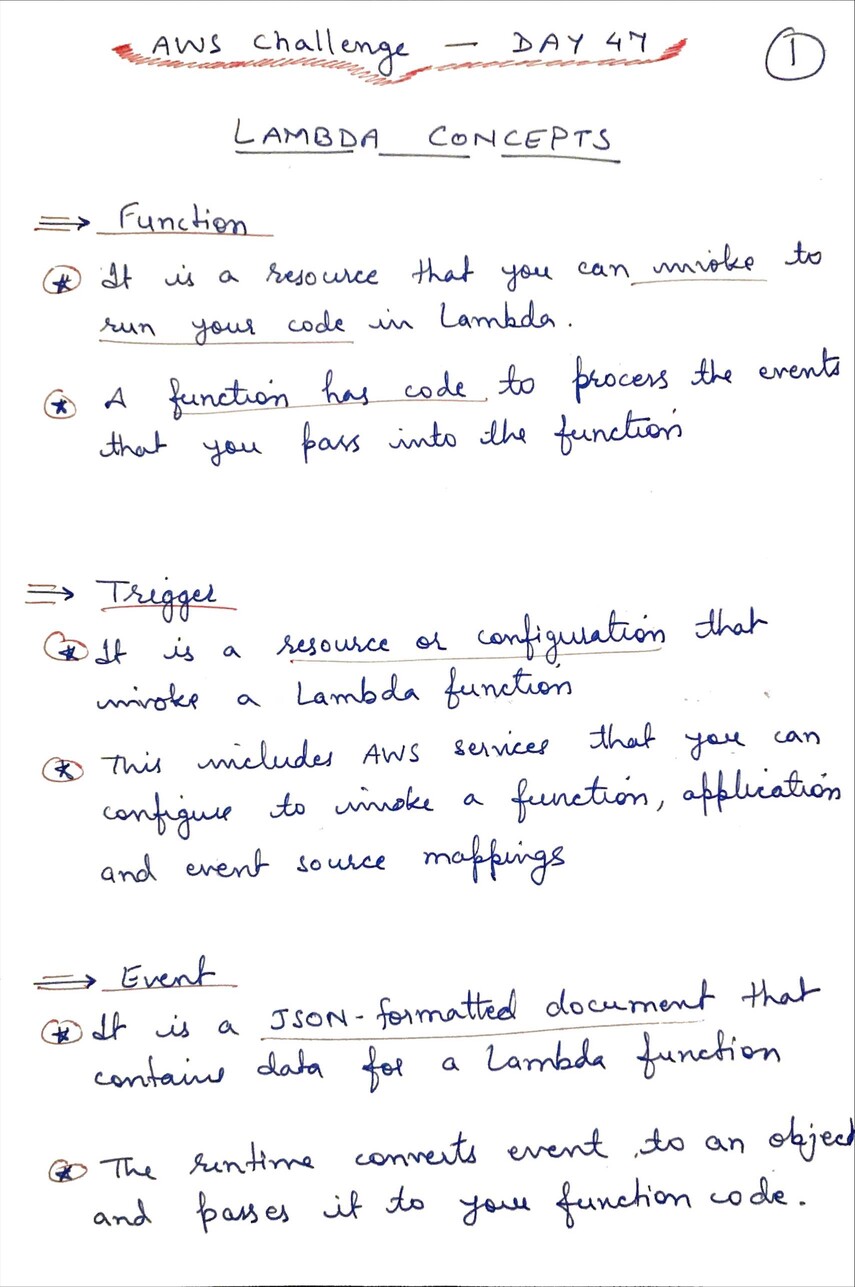 AWS Challenge — DAY 47
1
LAMBDA CONCEPTS
⇒ Function
* It is a resource that you can invoke to
run your code in Lambda.
* A function has code to process the events
that you pass into the function
⇒ Trigger
* It is a resource or configuration that
invoke a Lambda function
* This includes AWS services that you can
configure to invoke a function, application
and event source mappings
⇒ Event
* It is a JSON-formatted document that
contains data for a Lambda function
* The runtime converts event to an object
and passes it to your function code.